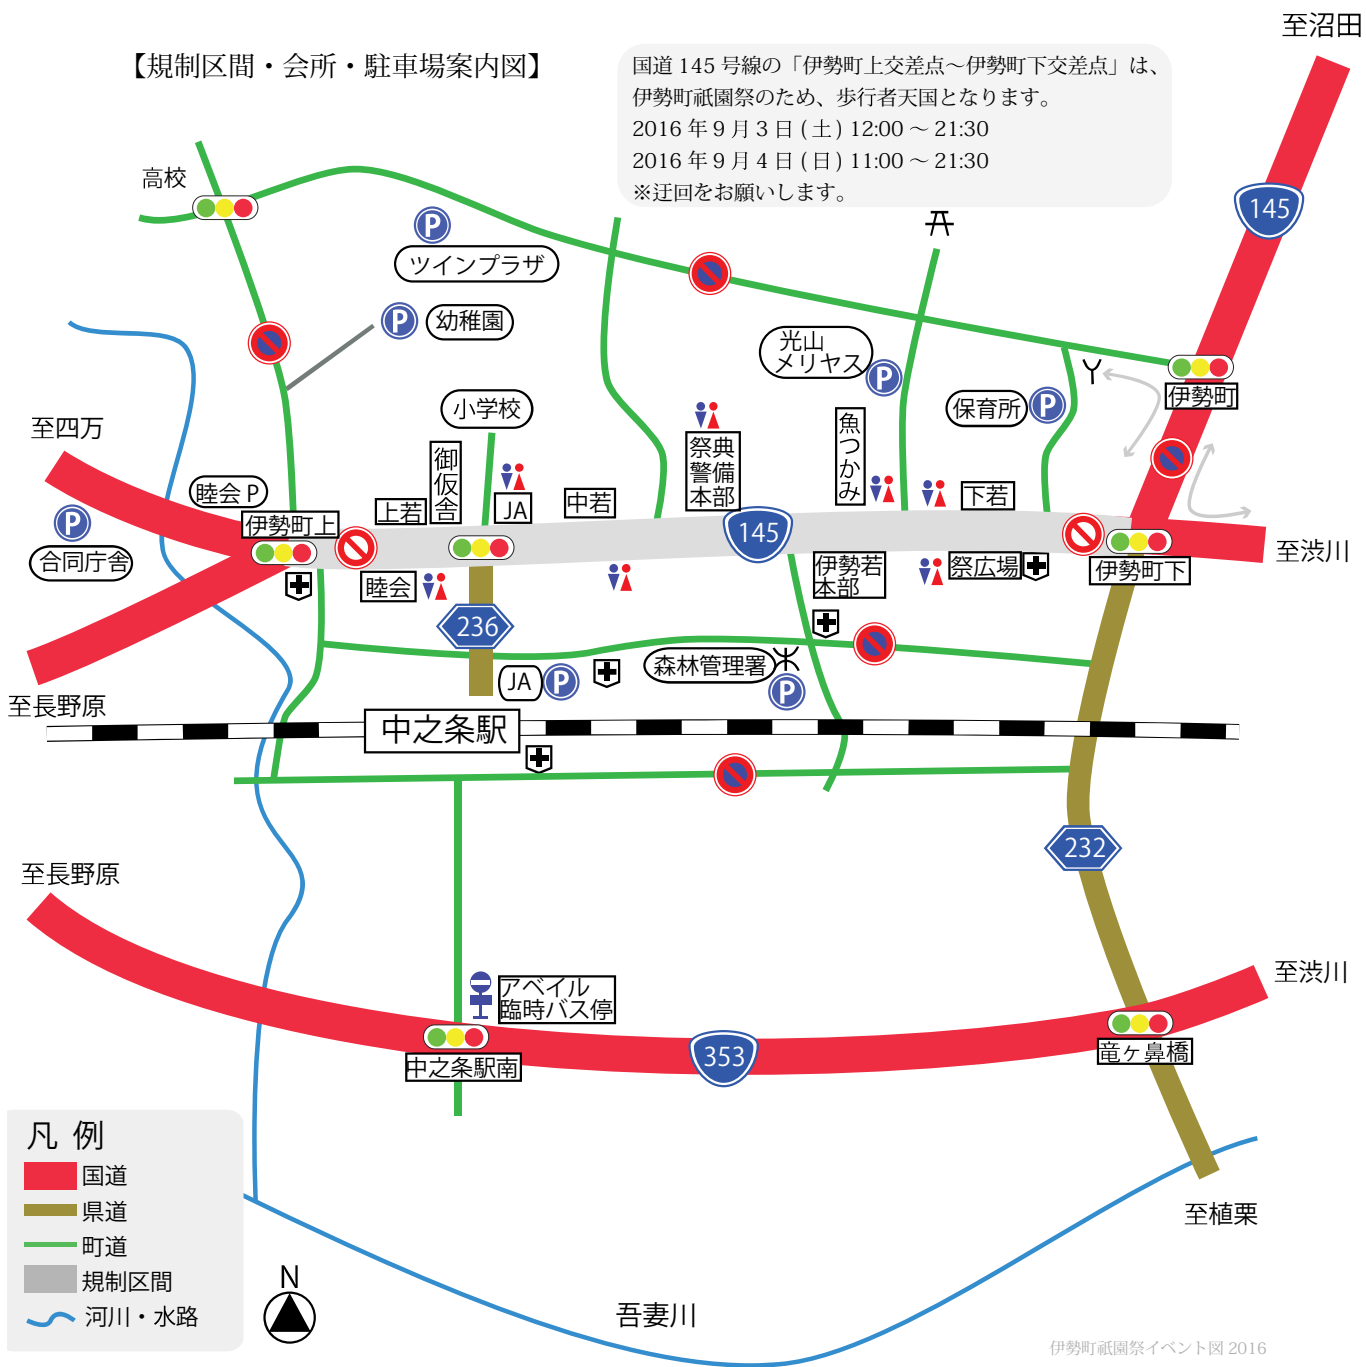 至沼田
【規制区間・会所・駐車場案内図】
国道 145 号線の「伊勢町上交差点～伊勢町下交差点」は、
伊勢町祇園祭のため、歩行者天国となります。
2016 年 9 月 3 日 ( 土 ) 12:00 ～ 21:30
2016 年 9 月 4 日 ( 日 ) 11:00 ～ 21:30
※迂回をお願いします。
高校
145
P
ツインプラザ
P
幼稚園
光山
メリヤス
P
伊勢町
小学校
保育所
P
至四万
御仮舎
祭典
警備
本部
魚つかみ
睦会 P
上若
JA
中若
下若
P
伊勢町上
145
合同庁舎
至渋川
睦会
伊勢若
本部
祭広場
伊勢町下
236
森林管理署
JA
P
P
至長野原
中之条駅
232
至長野原
アベイル
臨時バス停
至渋川
353
中之条駅南
竜ヶ鼻橋
凡 例
国道
県道
町道
規制区間
河川・水路
至植栗
N
吾妻川
伊勢町祇園祭イベント図 2016